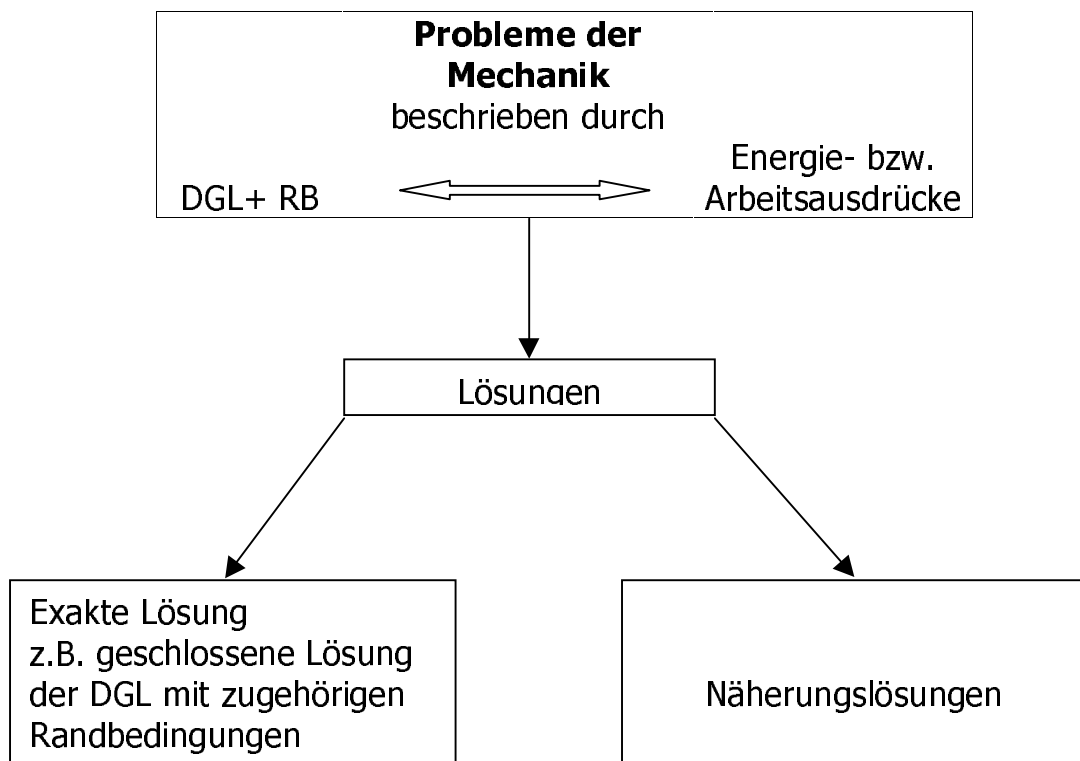 Probleme der
Mechanik
beschrieben durch
DGL+ RB
Energie- bzw.
Arbeitsausdrücke
Lösungen
Exakte Lösung
z.B. geschlossene Lösung
der DGL mit zugehörigen
Randbedingungen
Näherungslösungen